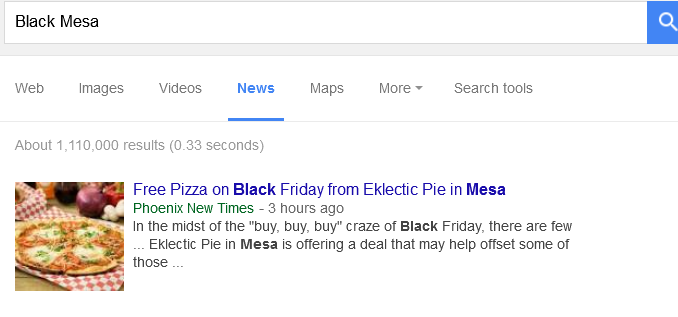 Black Mesa
Web Images Videos News Maps More Search tools
About 1,110,000 results (0.33 seconds)
Free Pizza on Black Friday from Eklectic Pie in Mesa
Phoenix New Times - 3 hours ago
In the midst of the "buy, buy, buy" craze of Black Friday, there are few
... Eklectic Pie in Mesa is offering a deal that may help offset some of
those ...